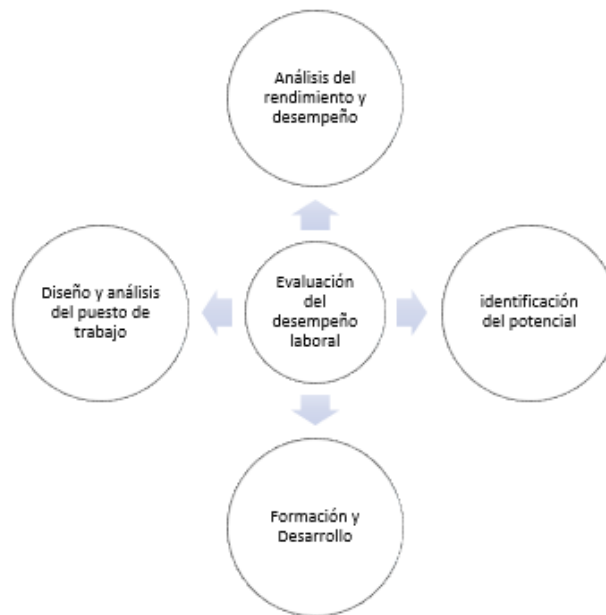 Análisis del
rendimiento y
desempeño
Diseño y análisis
del puesto de
trabajo
Evaluación
del
desempeño
laboral
identificación
del potencial
Formación y
Desarrollo